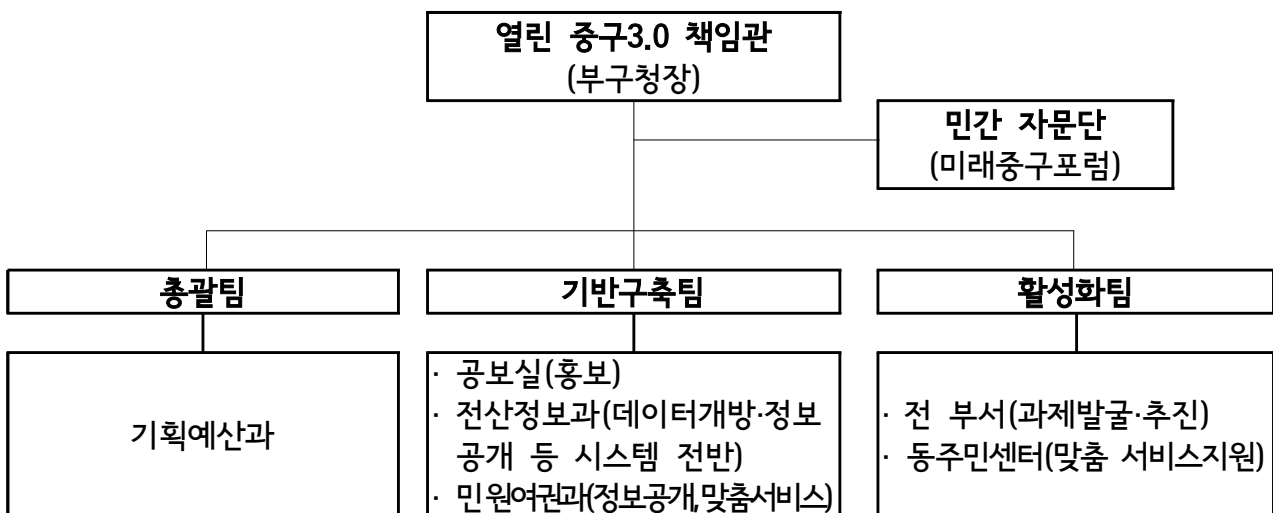 열린 중구3.0 책임관
(부구청장)
민간 자문단
(미래중구포럼)
총괄팀
기반구축팀
활성화팀
기획예산과
· 공보실(홍보)
· 전산정보과(데이터개방·정보
공개 등 시스템 전반)
· 민원여권과(정보공개,맞춤서비스)
· 전 부서(과제발굴·추진)
· 동주민센터(맞춤 서비스지원)